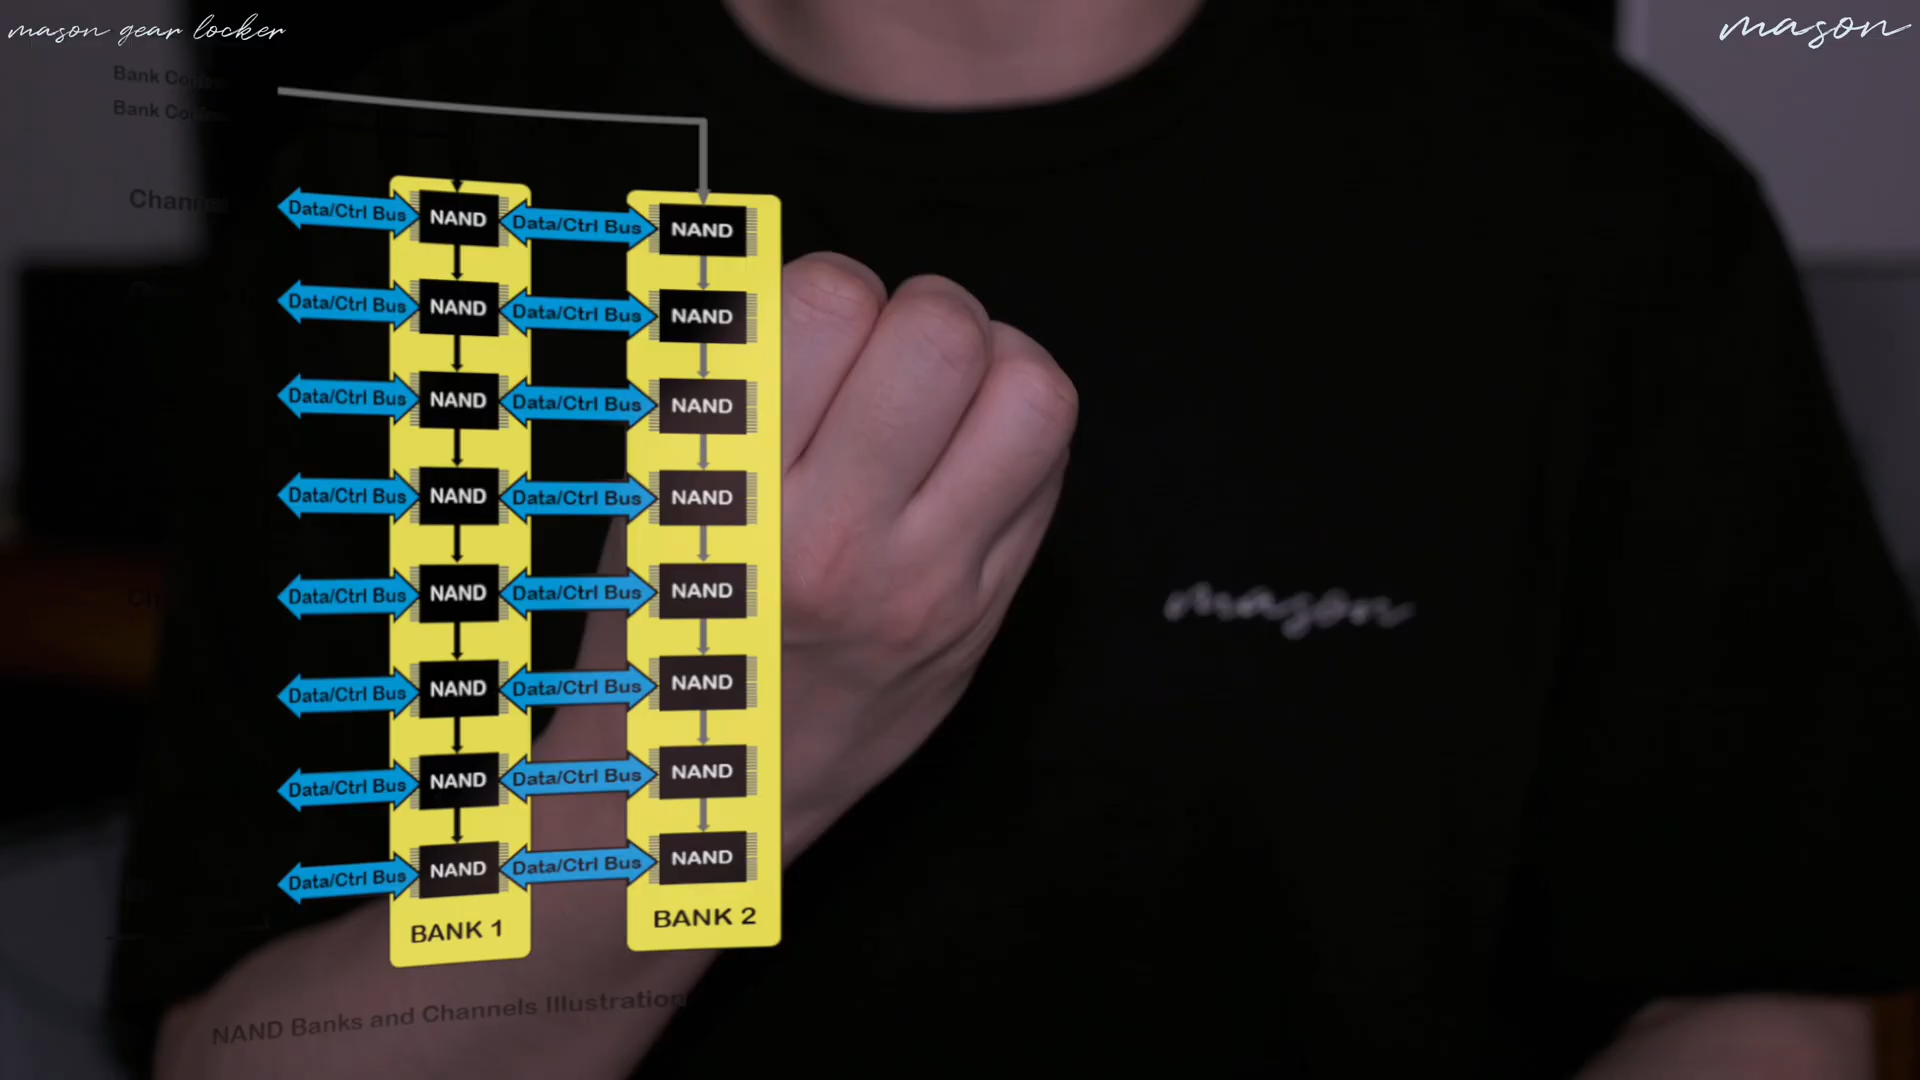 mason gear locker
mason
Bank
Bank
Channel
Data/Ctrl Bus NAND Data/Ctrl Bus NAND
Data/Ctrl Bus NAND Data/Ctrl Bus NAND
Data/Ctrl Bus NAND Data/Ctrl Bus NAND
Data/Ctrl Bus NAND Data/Ctrl Bus NAND
Data/Ctrl Bus NAND Data/Ctrl Bus NAND
Data/Ctrl Bus NAND Data/Ctrl Bus NAND
Data/Ctrl Bus NAND Data/Ctrl Bus NAND
Data/Ctrl Bus NAND Data/Ctrl Bus NAND
BANK 1
BANK 2
NAND Banks and Channels Illustration
mason